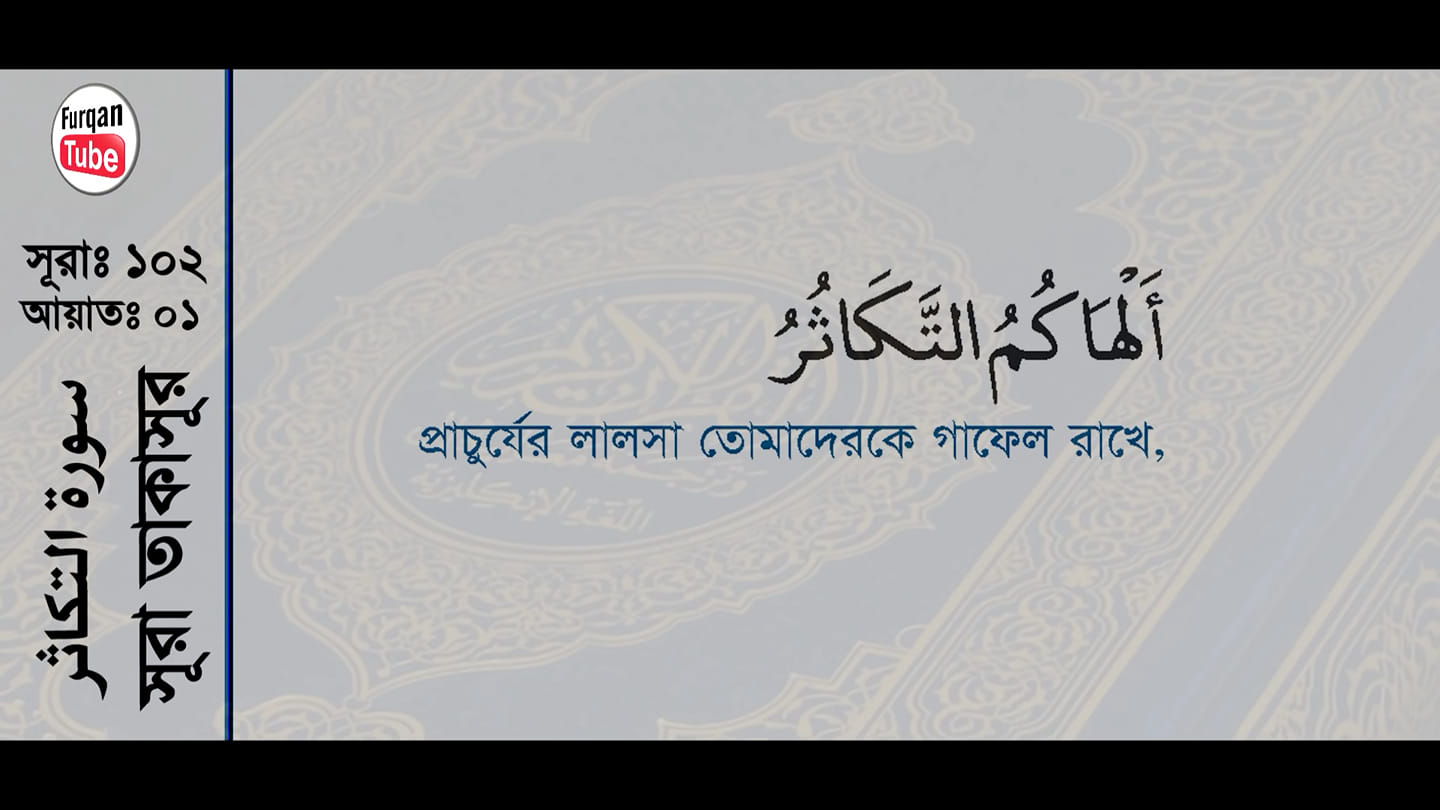 Furqan
Tube
সূরাঃ ১০২
আয়াতঃ ০১
سورة التكاثر
সূরা তাকাসূর
أَلْهَاكُمُ التَّكَاثُرُ
প্রাচুর্যের লালসা তোমাদেরকে গাফেল রাখে,